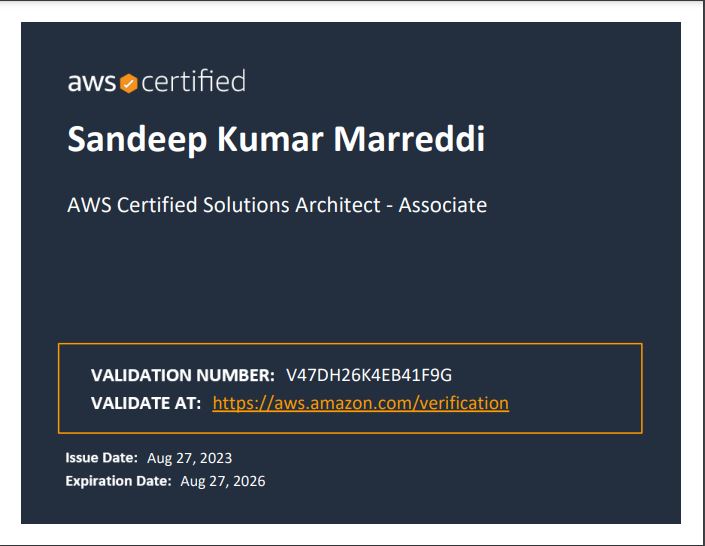 aws certified
Sandeep Kumar Marreddi
AWS Certified Solutions Architect - Associate
VALIDATION NUMBER: V47DH26K4EB41F9G
VALIDATE AT: https://aws.amazon.com/verification
Issue Date: Aug 27, 2023
Expiration Date: Aug 27, 2026